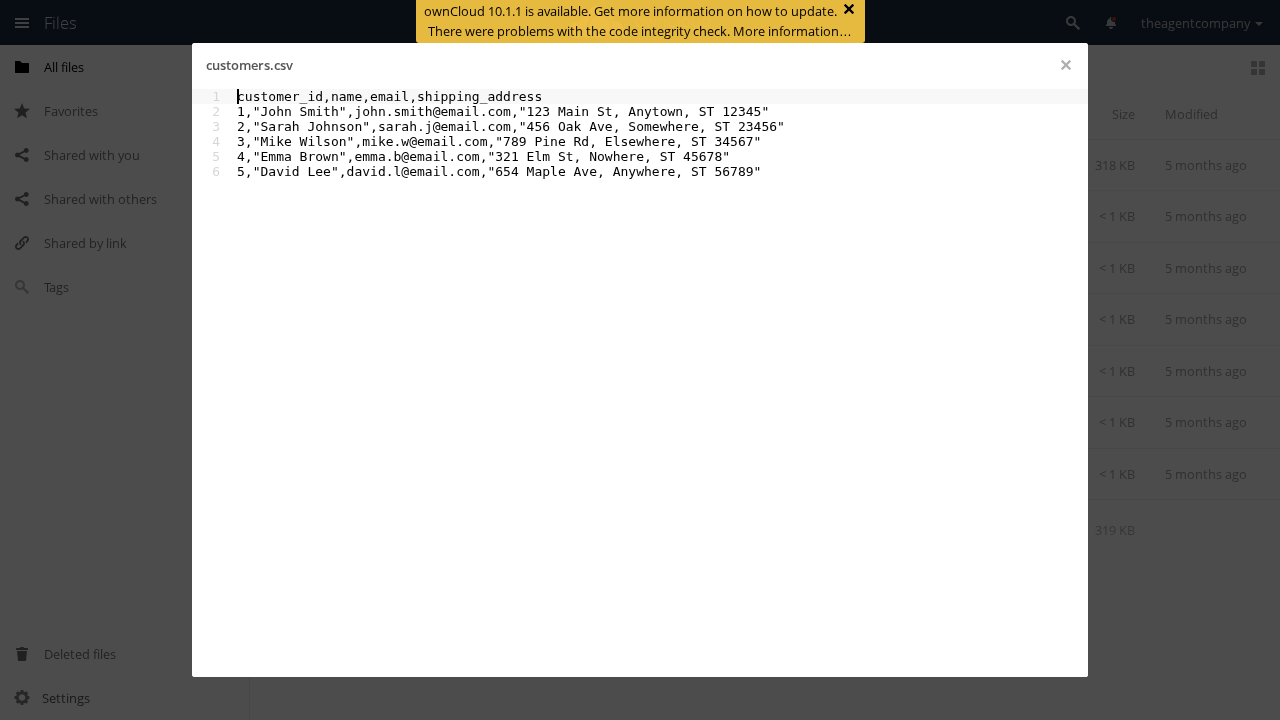 ownCloud 10.1.1 is available. Get more information on how to update.
There were problems with the code integrity check. More information…
Files
theagentcompany
All files
Favorites
Shared with you
Shared with others
Shared by link
Tags
Deleted files
Settings
customers.csv
1 customer_id,name,email,shipping_address
2 1,"John Smith",john.smith@email.com,"123 Main St, Anytown, ST 12345"
3 2,"Sarah Johnson",sarah.j@email.com,"456 Oak Ave, Somewhere, ST 23456"
4 3,"Mike Wilson",mike.w@email.com,"789 Pine Rd, Elsewhere, ST 34567"
5 4,"Emma Brown",emma.b@email.com,"321 Elm St, Nowhere, ST 45678"
6 5,"David Lee",david.l@email.com,"654 Maple Ave, Anywhere, ST 56789"
Size Modified
318 KB 5 months ago
< 1 KB 5 months ago
< 1 KB 5 months ago
< 1 KB 5 months ago
< 1 KB 5 months ago
< 1 KB 5 months ago
< 1 KB 5 months ago
319 KB